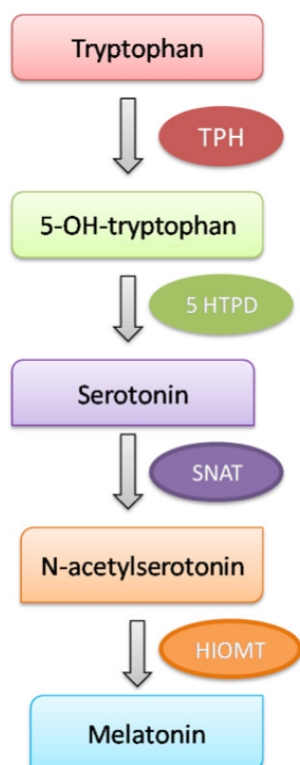 Tryptophan
TPH
5-OH-tryptophan
5 HTPD
Serotonin
SNAT
N-acetylserotonin
HIOMT
Melatonin